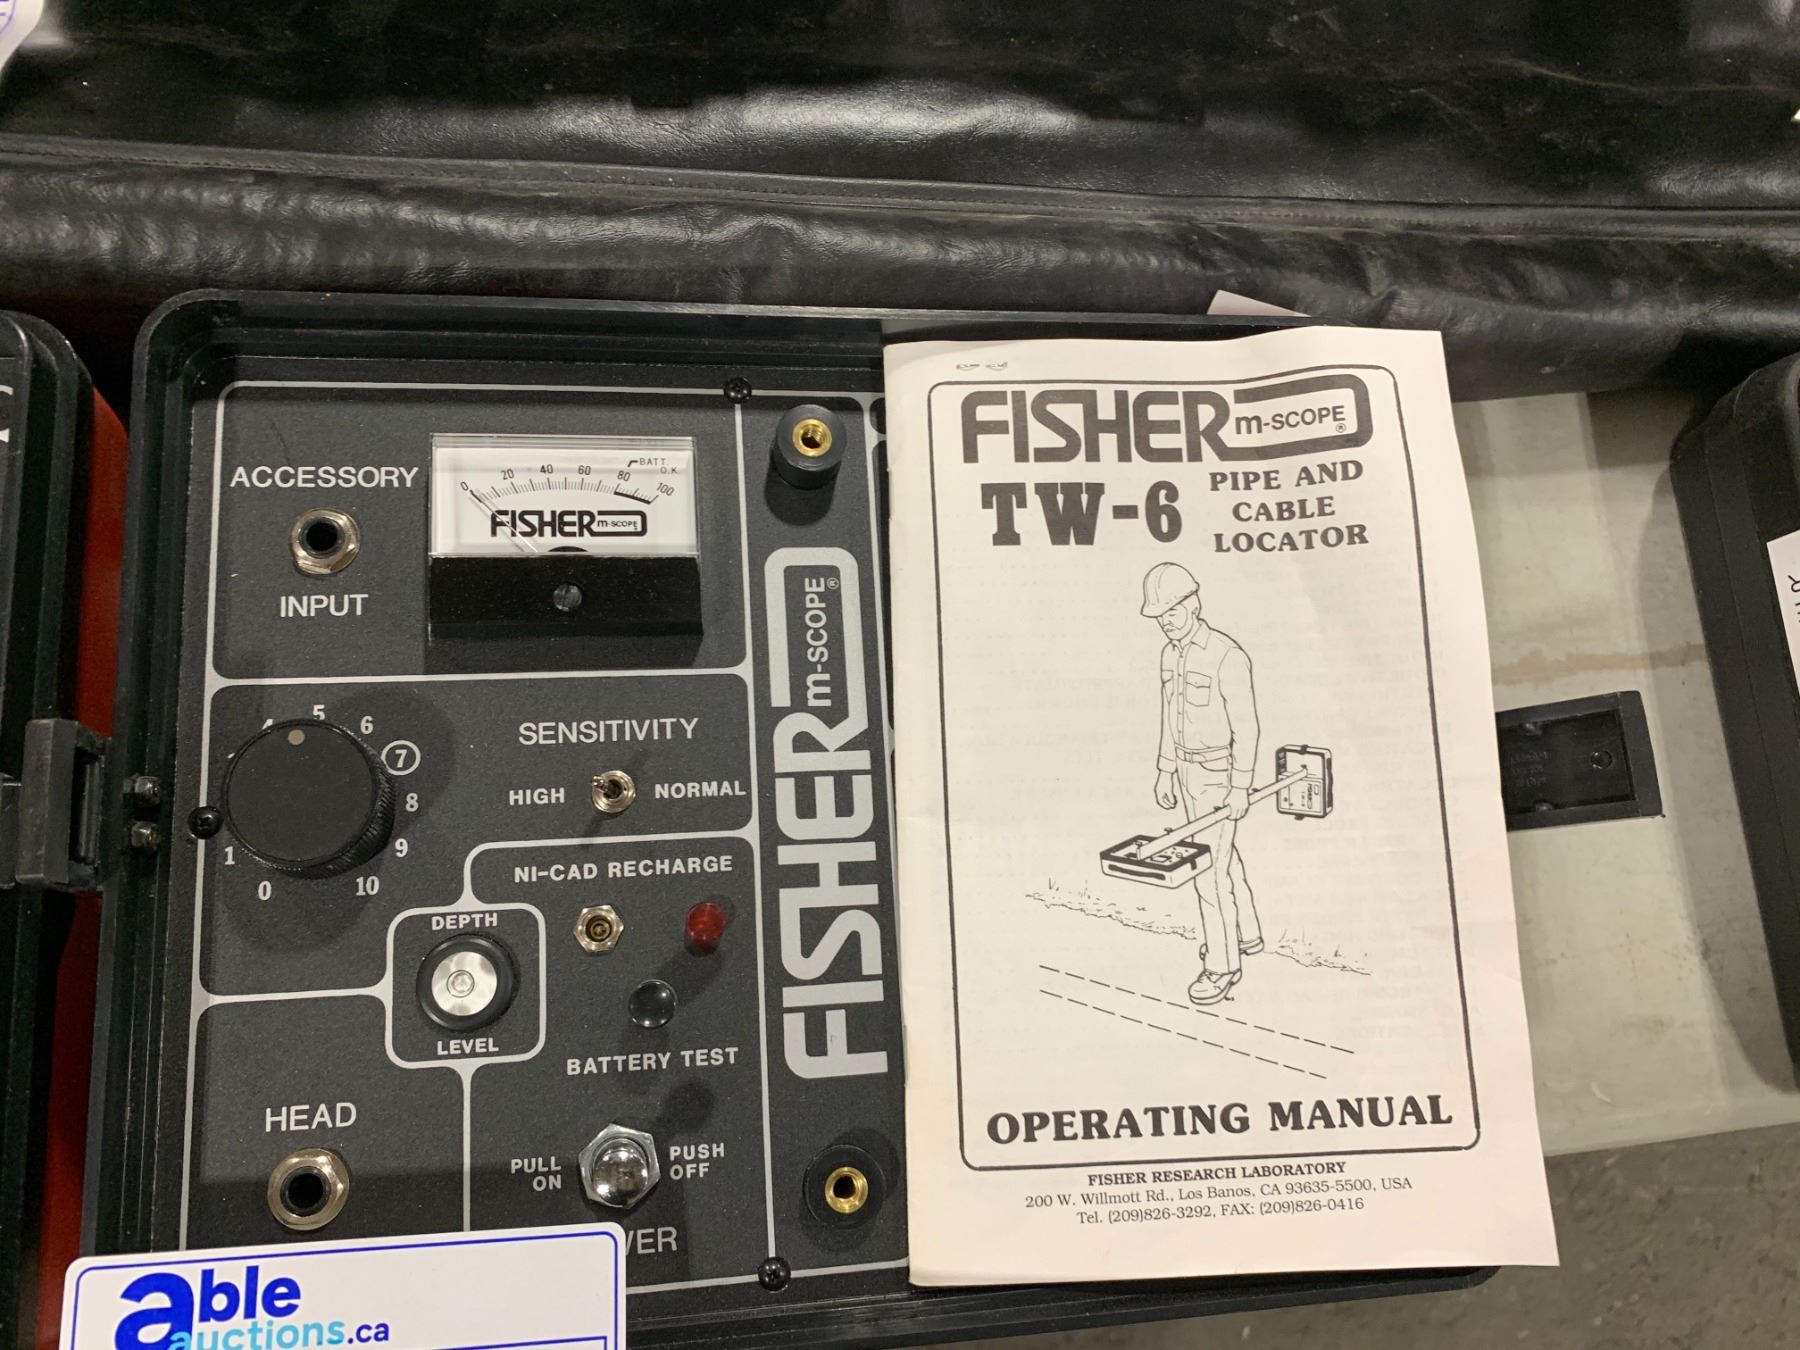 ACCESSORY
INPUT
0 20 40 60 80 100
BATT.
O.K.
FISHER m-SCOPE
4 5 6
7
8
9
10
0
1
SENSITIVITY
HIGH NORMAL
NI-CAD RECHARGE
DEPTH
LEVEL
BATTERY TEST
HEAD
PULL
ON
PUSH
OFF
FISHER m-SCOPE®
able
auctions.ca
FISHER m-SCOPE®
TW-6
PIPE AND
CABLE
LOCATOR
OPERATING MANUAL
FISHER RESEARCH LABORATORY
200 W. Willmott Rd., Los Banos, CA 93635-5500, USA
Tel. (209)826-3292, FAX: (209)826-0416